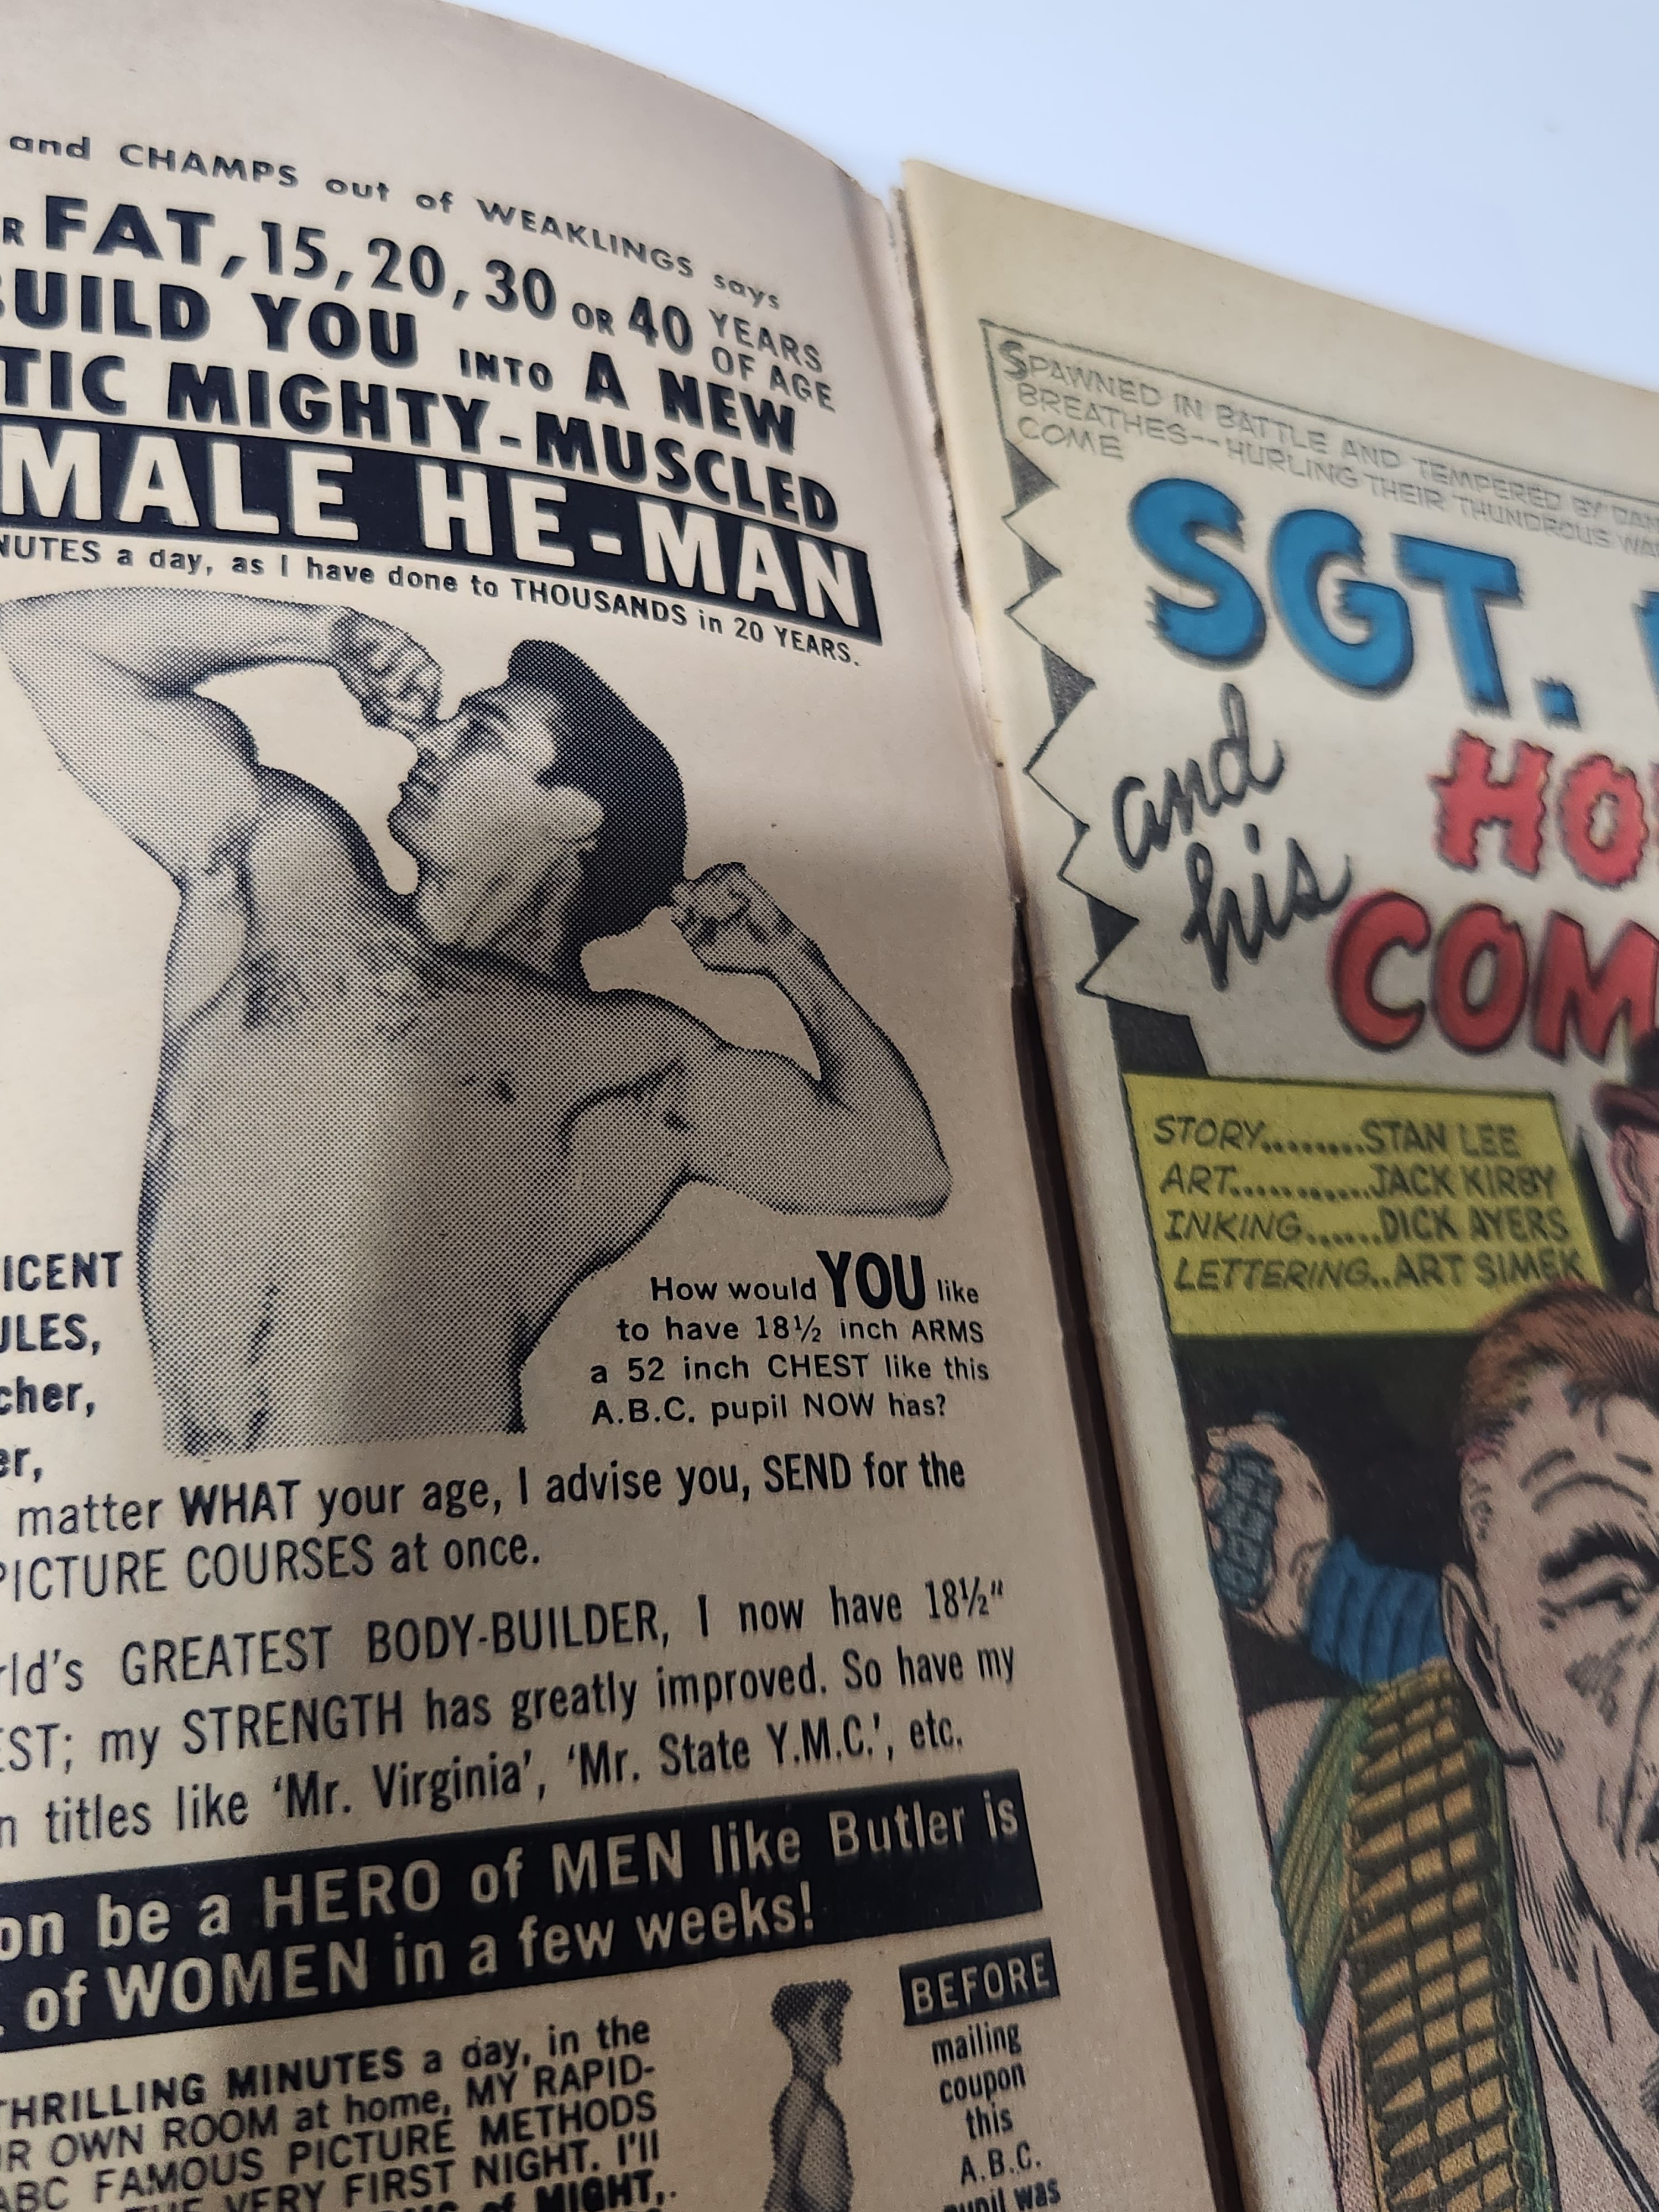 and CHAMPS out of WEAKLINGS says
R FAT, 15, 20, 30 OR 40 YEARS OF AGE
BUILD YOU INTO A NEW
TIC MIGHTY-MUSCLED
MALE HE-MAN
NUTES a day, as I have done to THOUSANDS in 20 YEARS.
ICENT
ULES,
cher,
er,
How would YOU like
to have 18½ inch ARMS
a 52 inch CHEST like this
A.B.C. pupil NOW has?
matter WHAT your age, I advise you, SEND for the
PICTURE COURSES at once.
rld's GREATEST BODY-BUILDER, I now have 18½"
EST; my STRENGTH has greatly improved. So have my
n titles like 'Mr. Virginia', 'Mr. State Y.M.C.', etc.
on be a HERO of MEN like Butler is
of WOMEN in a few weeks!
THRILLING MINUTES a day, in the
R OWN ROOM at home, MY RAPID-
ABC FAMOUS PICTURE METHODS
THE VERY FIRST NIGHT. I'll
of MIGHT,
BEFORE
mailing
coupon
this
A.B.C.
pupil was
SPAWNED IN BATTLE AND TEMPERED BY
BREATHES--HURLING THEIR THUNDROUS
COME
SGT.
and
his
HO
COM
STORY.........STAN LEE
ART............JACK KIRBY
INKING.......DICK AYERS
LETTERING..ART SIMEK